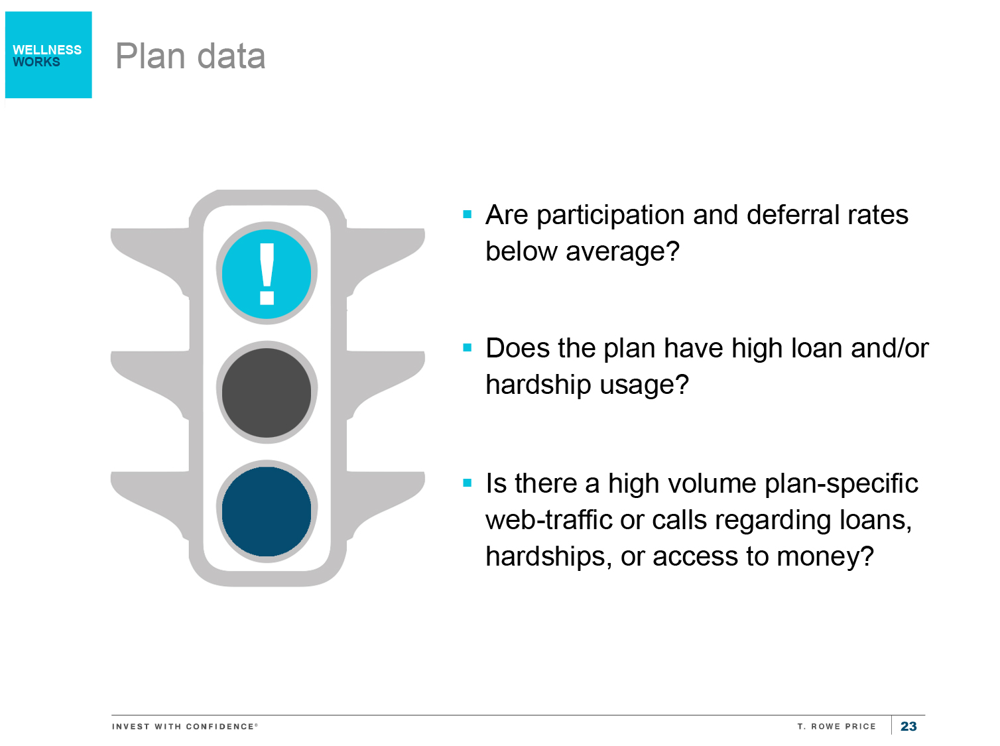 WELLNESS
WORKS
Plan data
!
▪ Are participation and deferral rates
below average?
▪ Does the plan have high loan and/or
hardship usage?
▪ Is there a high volume plan-specific
web-traffic or calls regarding loans,
hardships, or access to money?
INVEST WITH CONFIDENCE®
T. ROWE PRICE
23